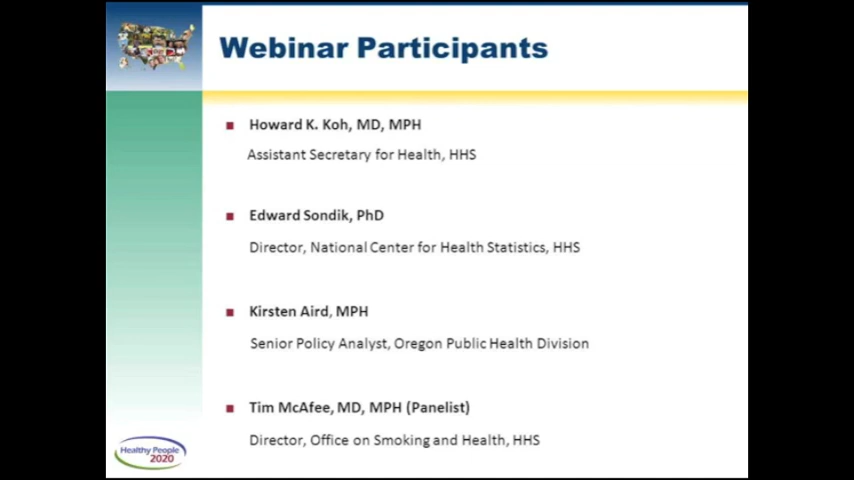 Webinar Participants
Howard K. Koh, MD, MPH
Assistant Secretary for Health, HHS
Edward Sondik, PhD
Director, National Center for Health Statistics, HHS
Kirsten Aird, MPH
Senior Policy Analyst, Oregon Public Health Division
Tim McAfee, MD, MPH (Panelist)
Director, Office on Smoking and Health, HHS
Healthy People
2020